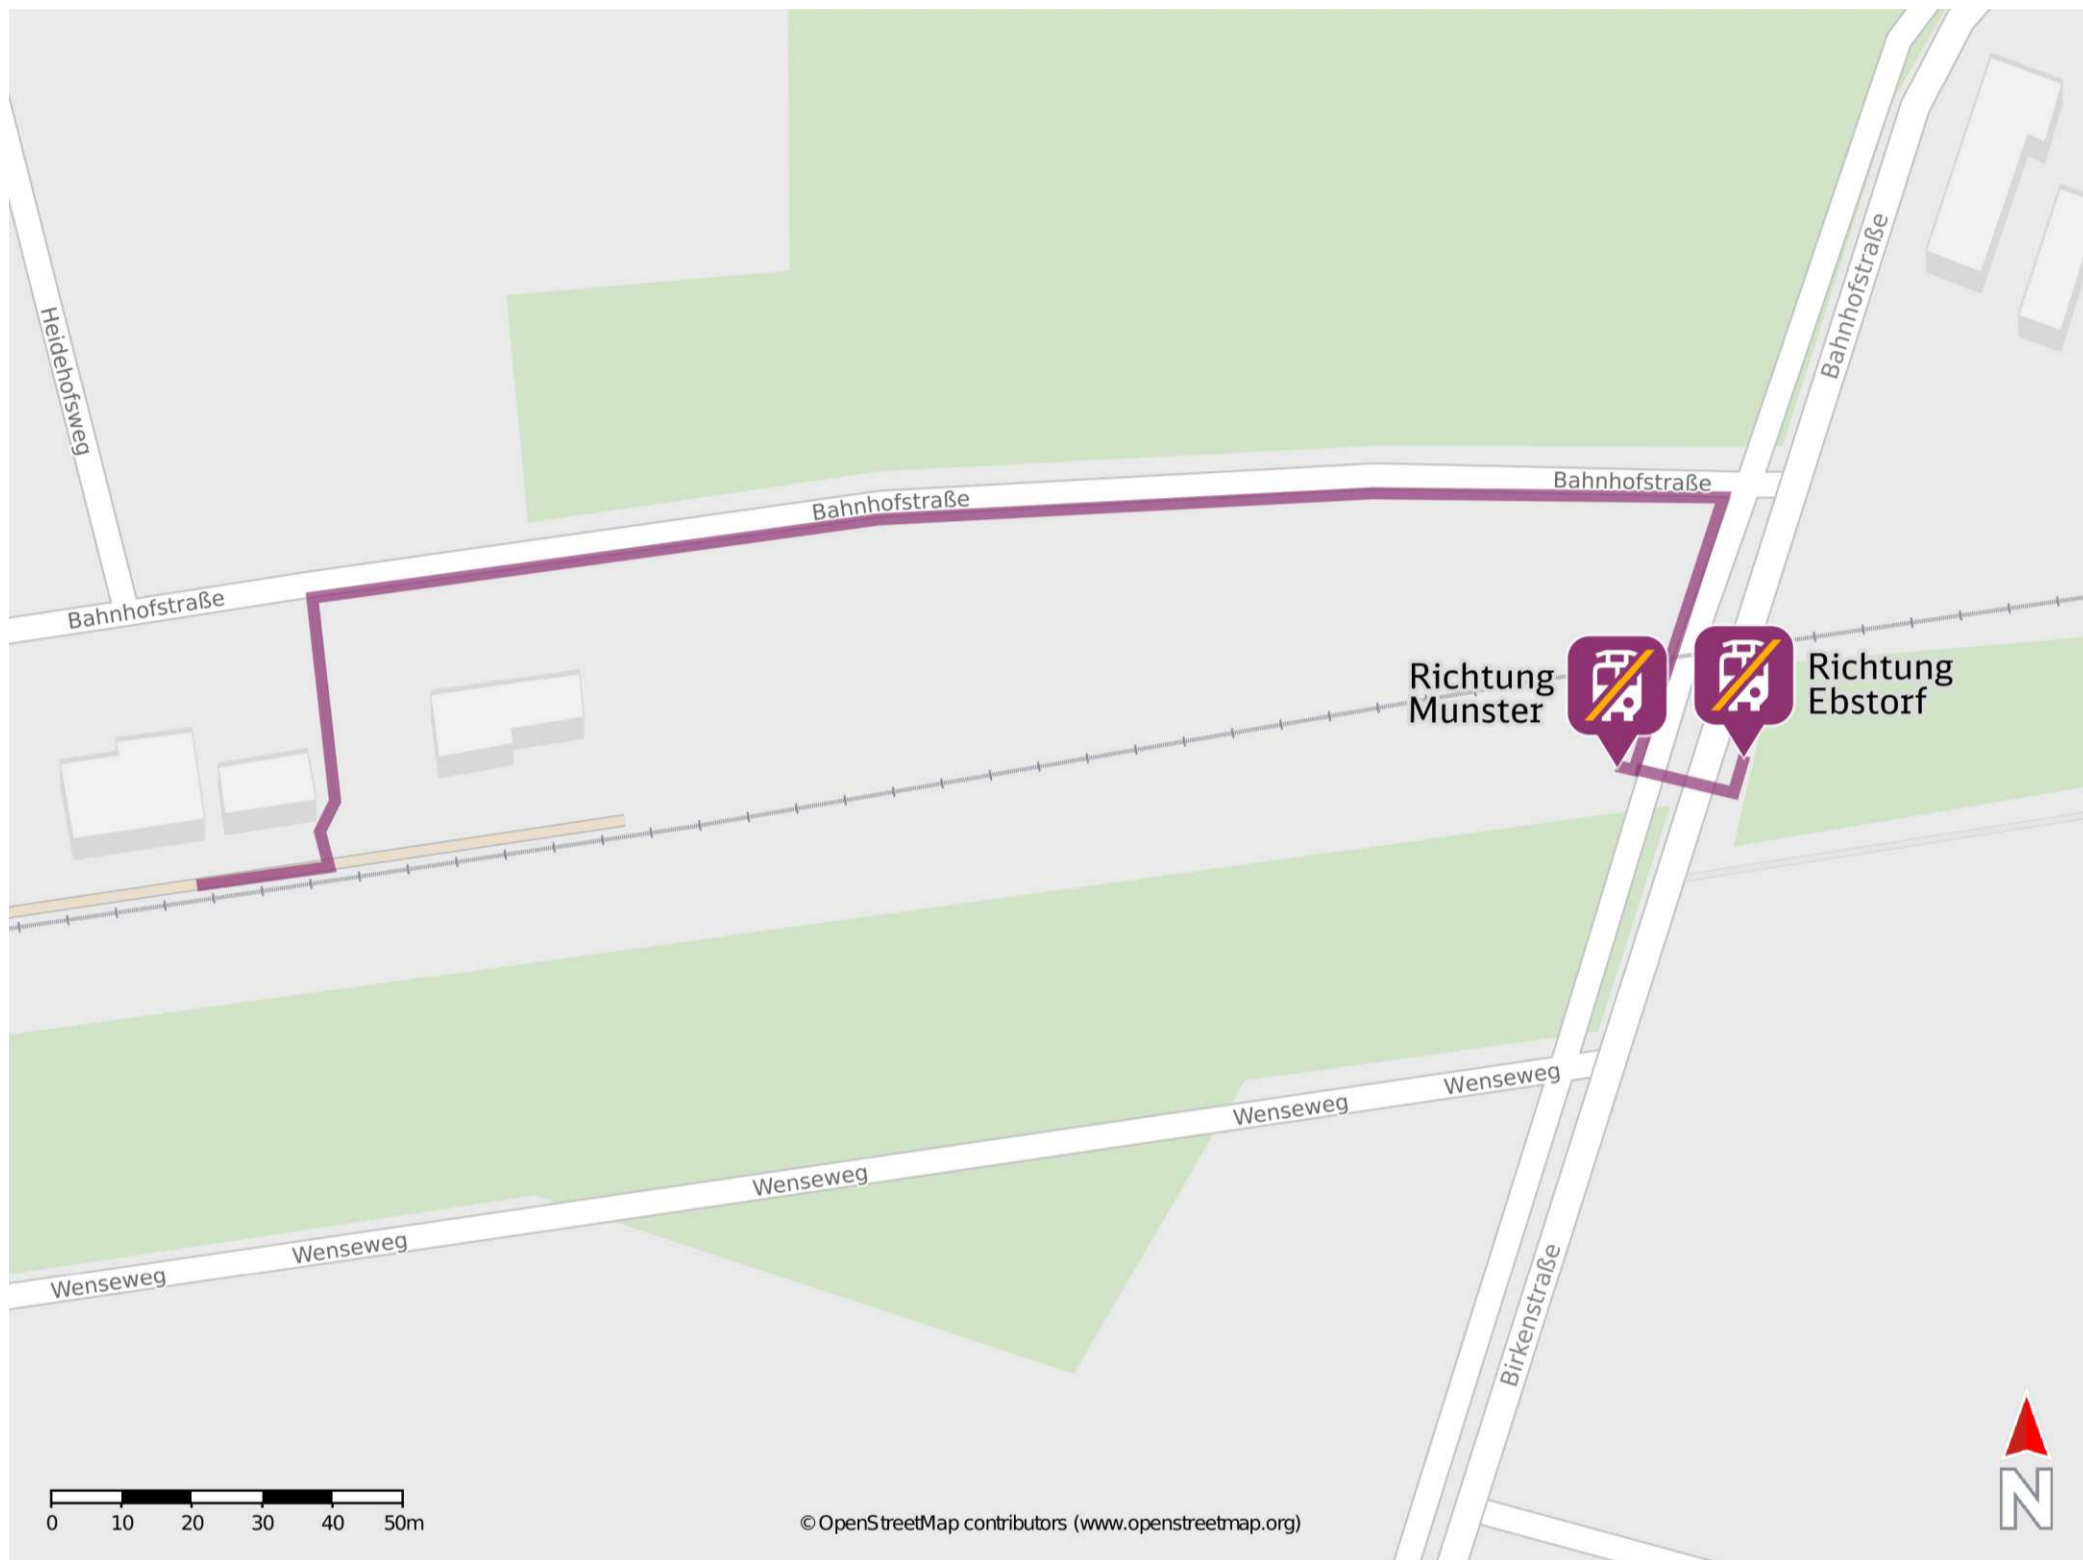 Bahnhofstraße
Heidehofsweg
Bahnhofstraße
Bahnhofstraße
Bahnhofstraße
Richtung
Munster
Richtung
Ebstorf
Wenseweg
Wenseweg
Wenseweg
Wenseweg
Wenseweg
Birkenstraße
N
0 10 20 30 40 50m
© OpenStreetMap contributors (www.openstreetmap.org)